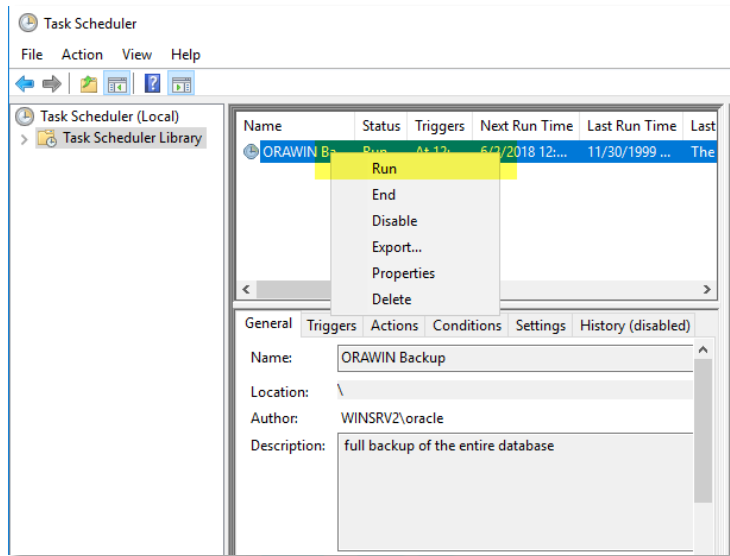 Task Scheduler
File Action View Help
Task Scheduler (Local)
Task Scheduler Library
Name Status Triggers Next Run Time Last Run Time Last
ORAWIN Ba... Run At 12: 6/2/2018 12:... 11/30/1999 ... The
Run
End
Disable
Export...
Properties
Delete
General Triggers Actions Conditions Settings History (disabled)
Name: ORAWIN Backup
Location: \
Author: WINSRV2\oracle
Description: full backup of the entire database